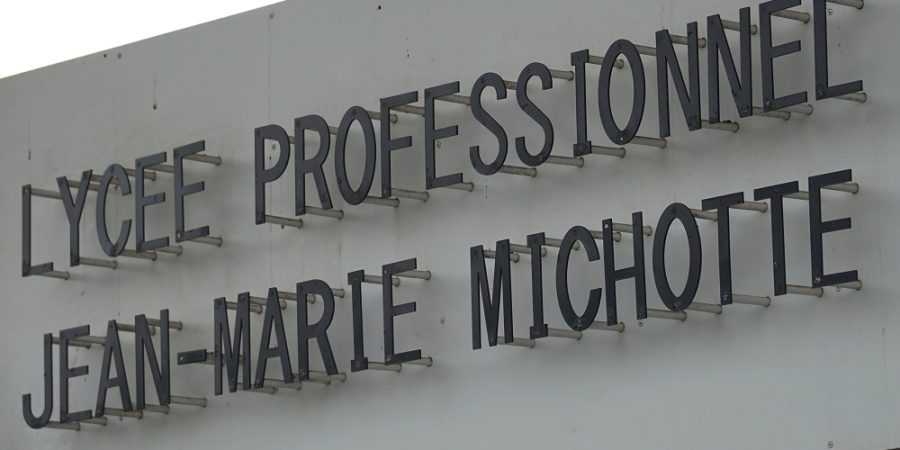 LYCEE PROFESSIONNEL
JEAN-MARIE MICHOTTE